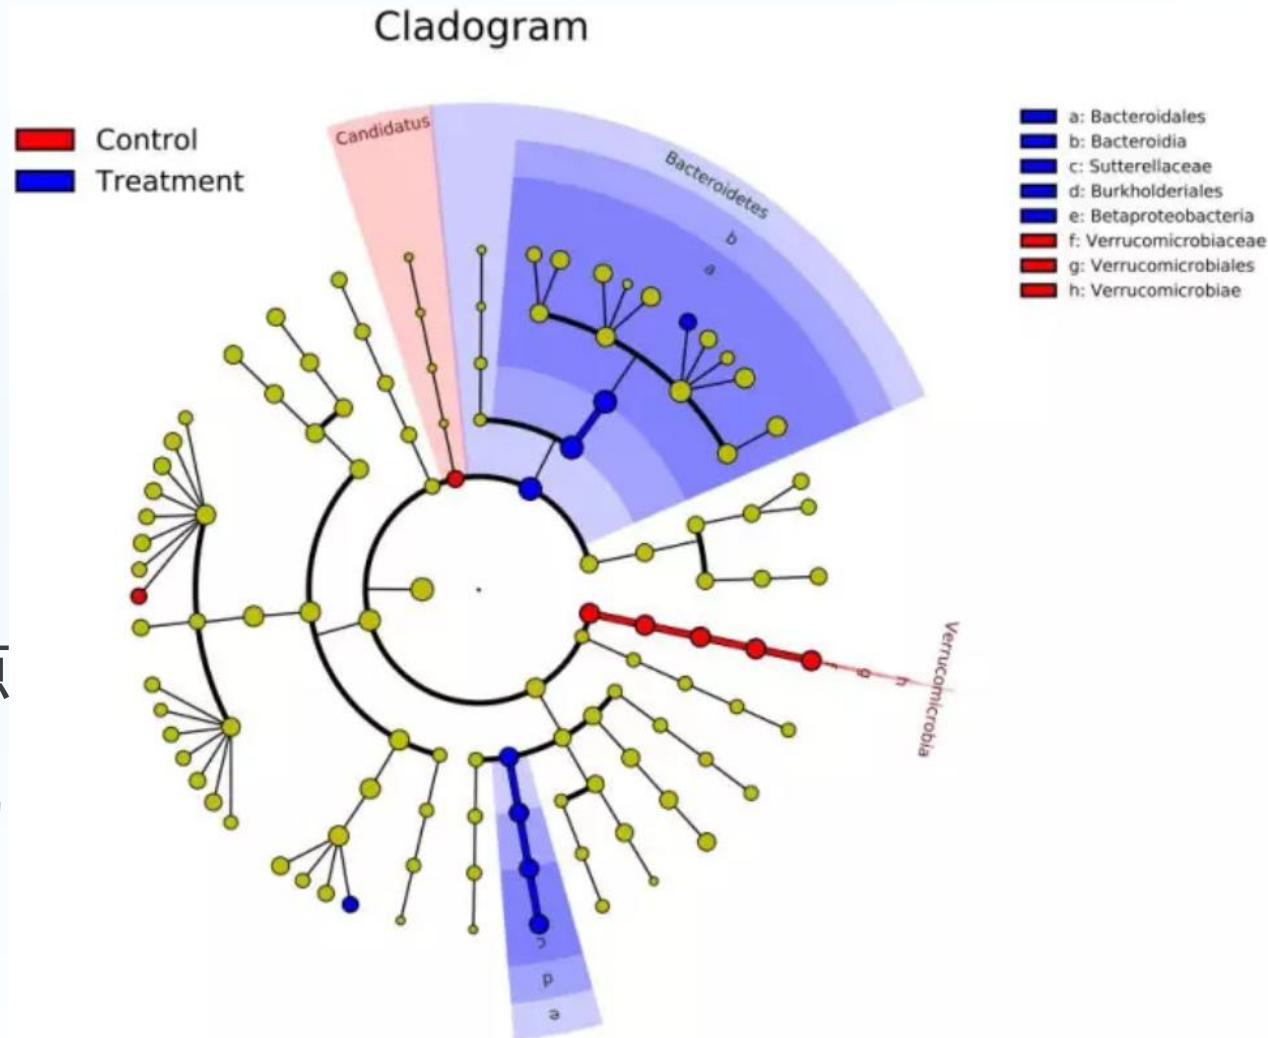 Cladogram
Control
Treatment
Candidatus
Bacteroidetes
b
a
a: Bacteroidales
b: Bacteroidia
c: Sutterellaceae
d: Burkholderiales
e: Betaproteobacteria
f: Verrucomicrobiaceae
g: Verrucomicrobiales
h: Verrucomicrobiae
f
g
h
Verrucomicrobia
c
d
e